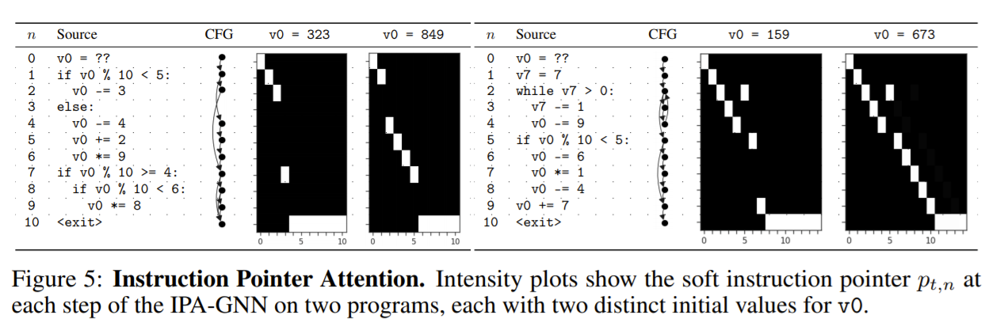 n Source CFG v0 = 323 v0 = 849 n Source CFG v0 = 159 v0 = 673
0 v0 = ?? 0 v0 = ??
1 if v0 % 10 < 5: 1 v7 = 7
2 v0 -= 3 2 while v7 > 0:
3 else: 3 v7 -= 1
4 v0 -= 4 4 v0 -= 9
5 v0 += 2 5 if v0 % 10 < 5:
6 v0 *= 9 6 v0 -= 6
7 if v0 % 10 >= 4: 7 v0 *= 1
8 if v0 % 10 < 6: 8 v0 -= 4
9 v0 *= 8 9 v0 += 7
10 <exit> 10 <exit>
0 5 10 0 5 10 0 5 10 0 5 10
Figure 5: Instruction Pointer Attention. Intensity plots show the soft instruction pointer pt,n at
each step of the IPA-GNN on two programs, each with two distinct initial values for v0.